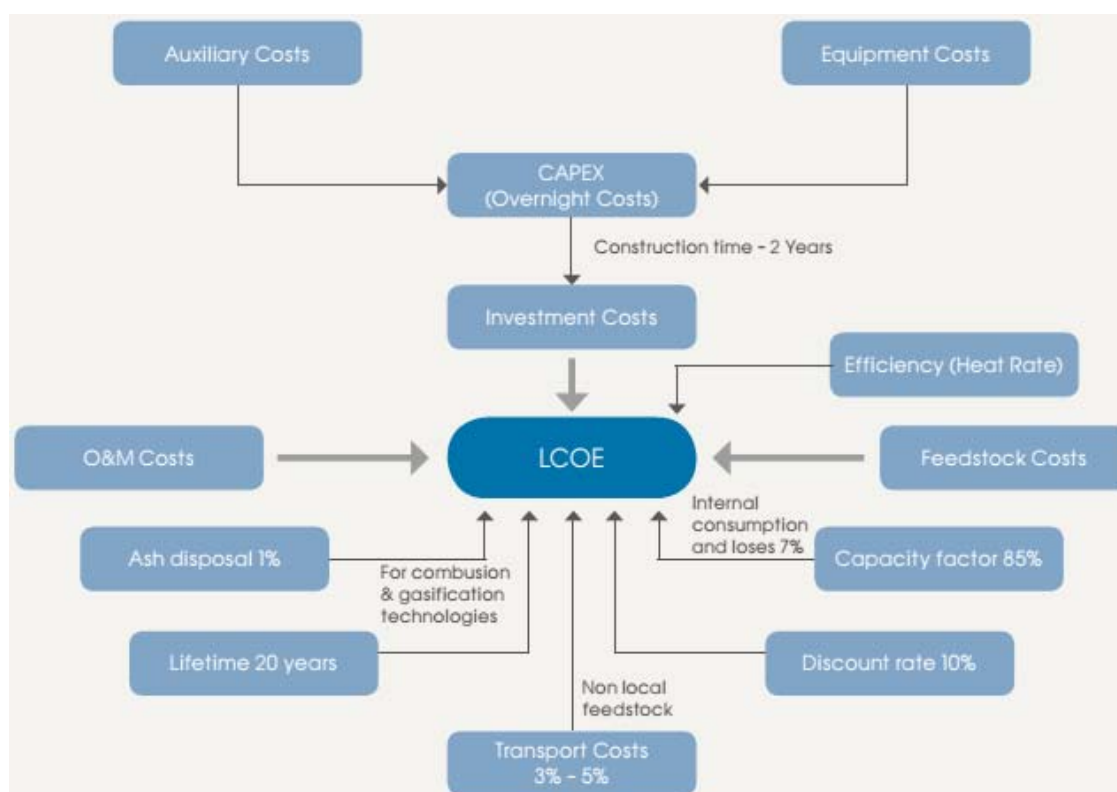 Auxiliary Costs
Equipment Costs
CAPEX
(Overnight Costs)
Construction time - 2 Years
Investment Costs
Efficiency (Heat Rate)
O&M Costs
LCOE
Feedstock Costs
Internal
consumption
and loses 7%
Ash disposal 1%
For combusion
& gasification
technologies
Capacity factor 85%
Lifetime 20 years
Discount rate 10%
Non local
feedstock
Transport Costs
3% - 5%